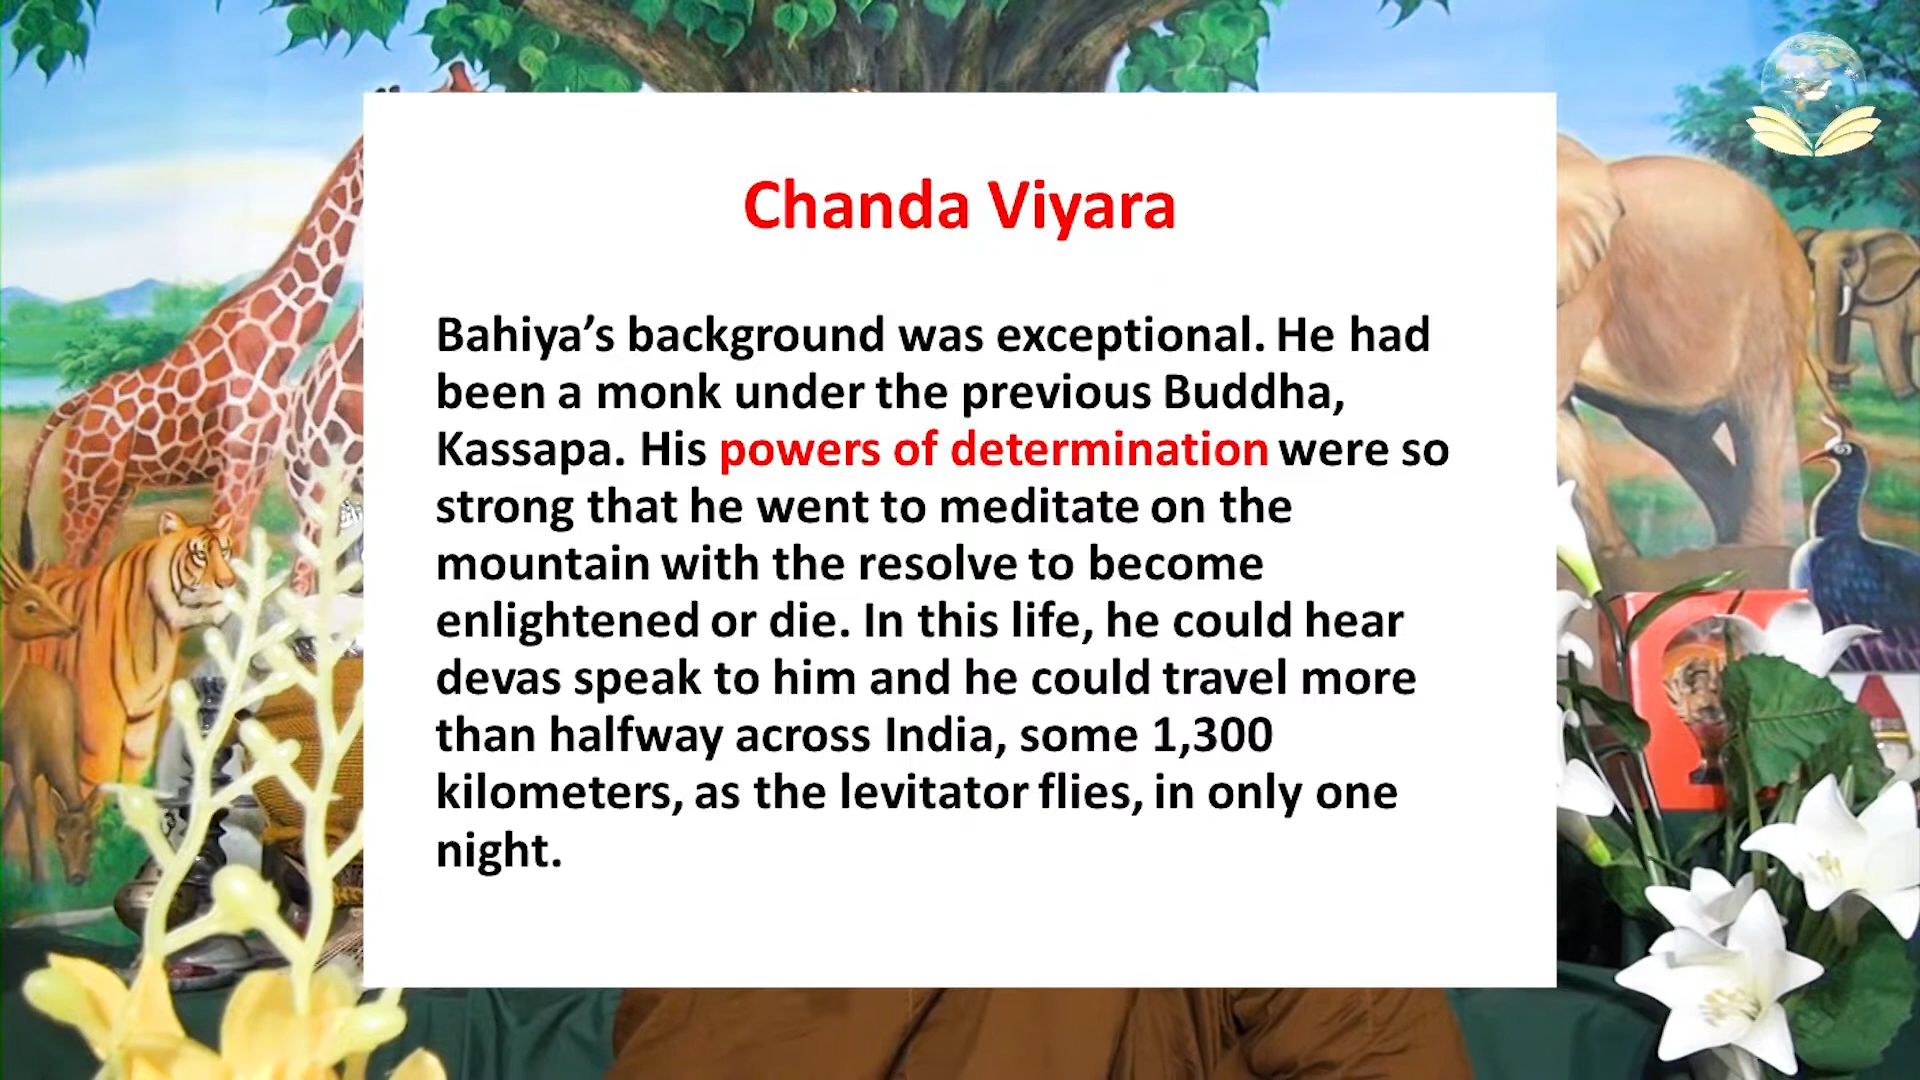 Chanda Viyara
Bahiya’s background was exceptional. He had
been a monk under the previous Buddha,
Kassapa. His powers of determination were so
strong that he went to meditate on the
mountain with the resolve to become
enlightened or die. In this life, he could hear
devas speak to him and he could travel more
than halfway across India, some 1,300
kilometers, as the levitator flies, in only one
night.